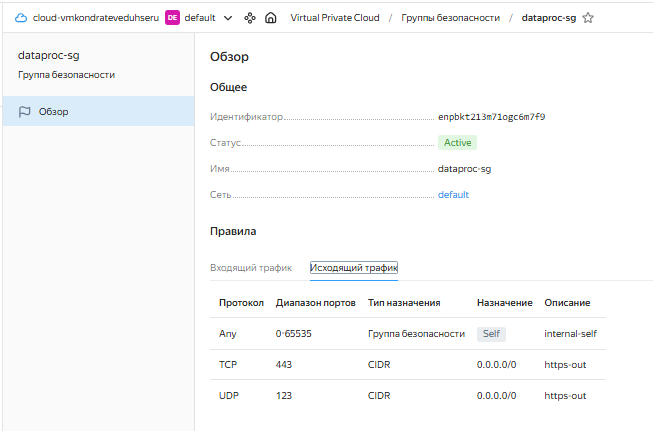 cloud-vmkondrateveduhseru DE default Virtual Private Cloud / Группы безопасности / dataproc-sg
dataproc-sg
Группа безопасности
Обзор
Обзор
Общее
Идентификатор enpbkt213m71ogc6m7f9
Статус Active
Имя dataproc-sg
Сеть default
Правила
Входящий трафик Исходящий трафик
Протокол Диапазон портов Тип назначения Назначение Описание
Any 0-65535 Группа безопасности Self internal-self
TCP 443 CIDR 0.0.0.0/0 https-out
UDP 123 CIDR 0.0.0.0/0 https-out